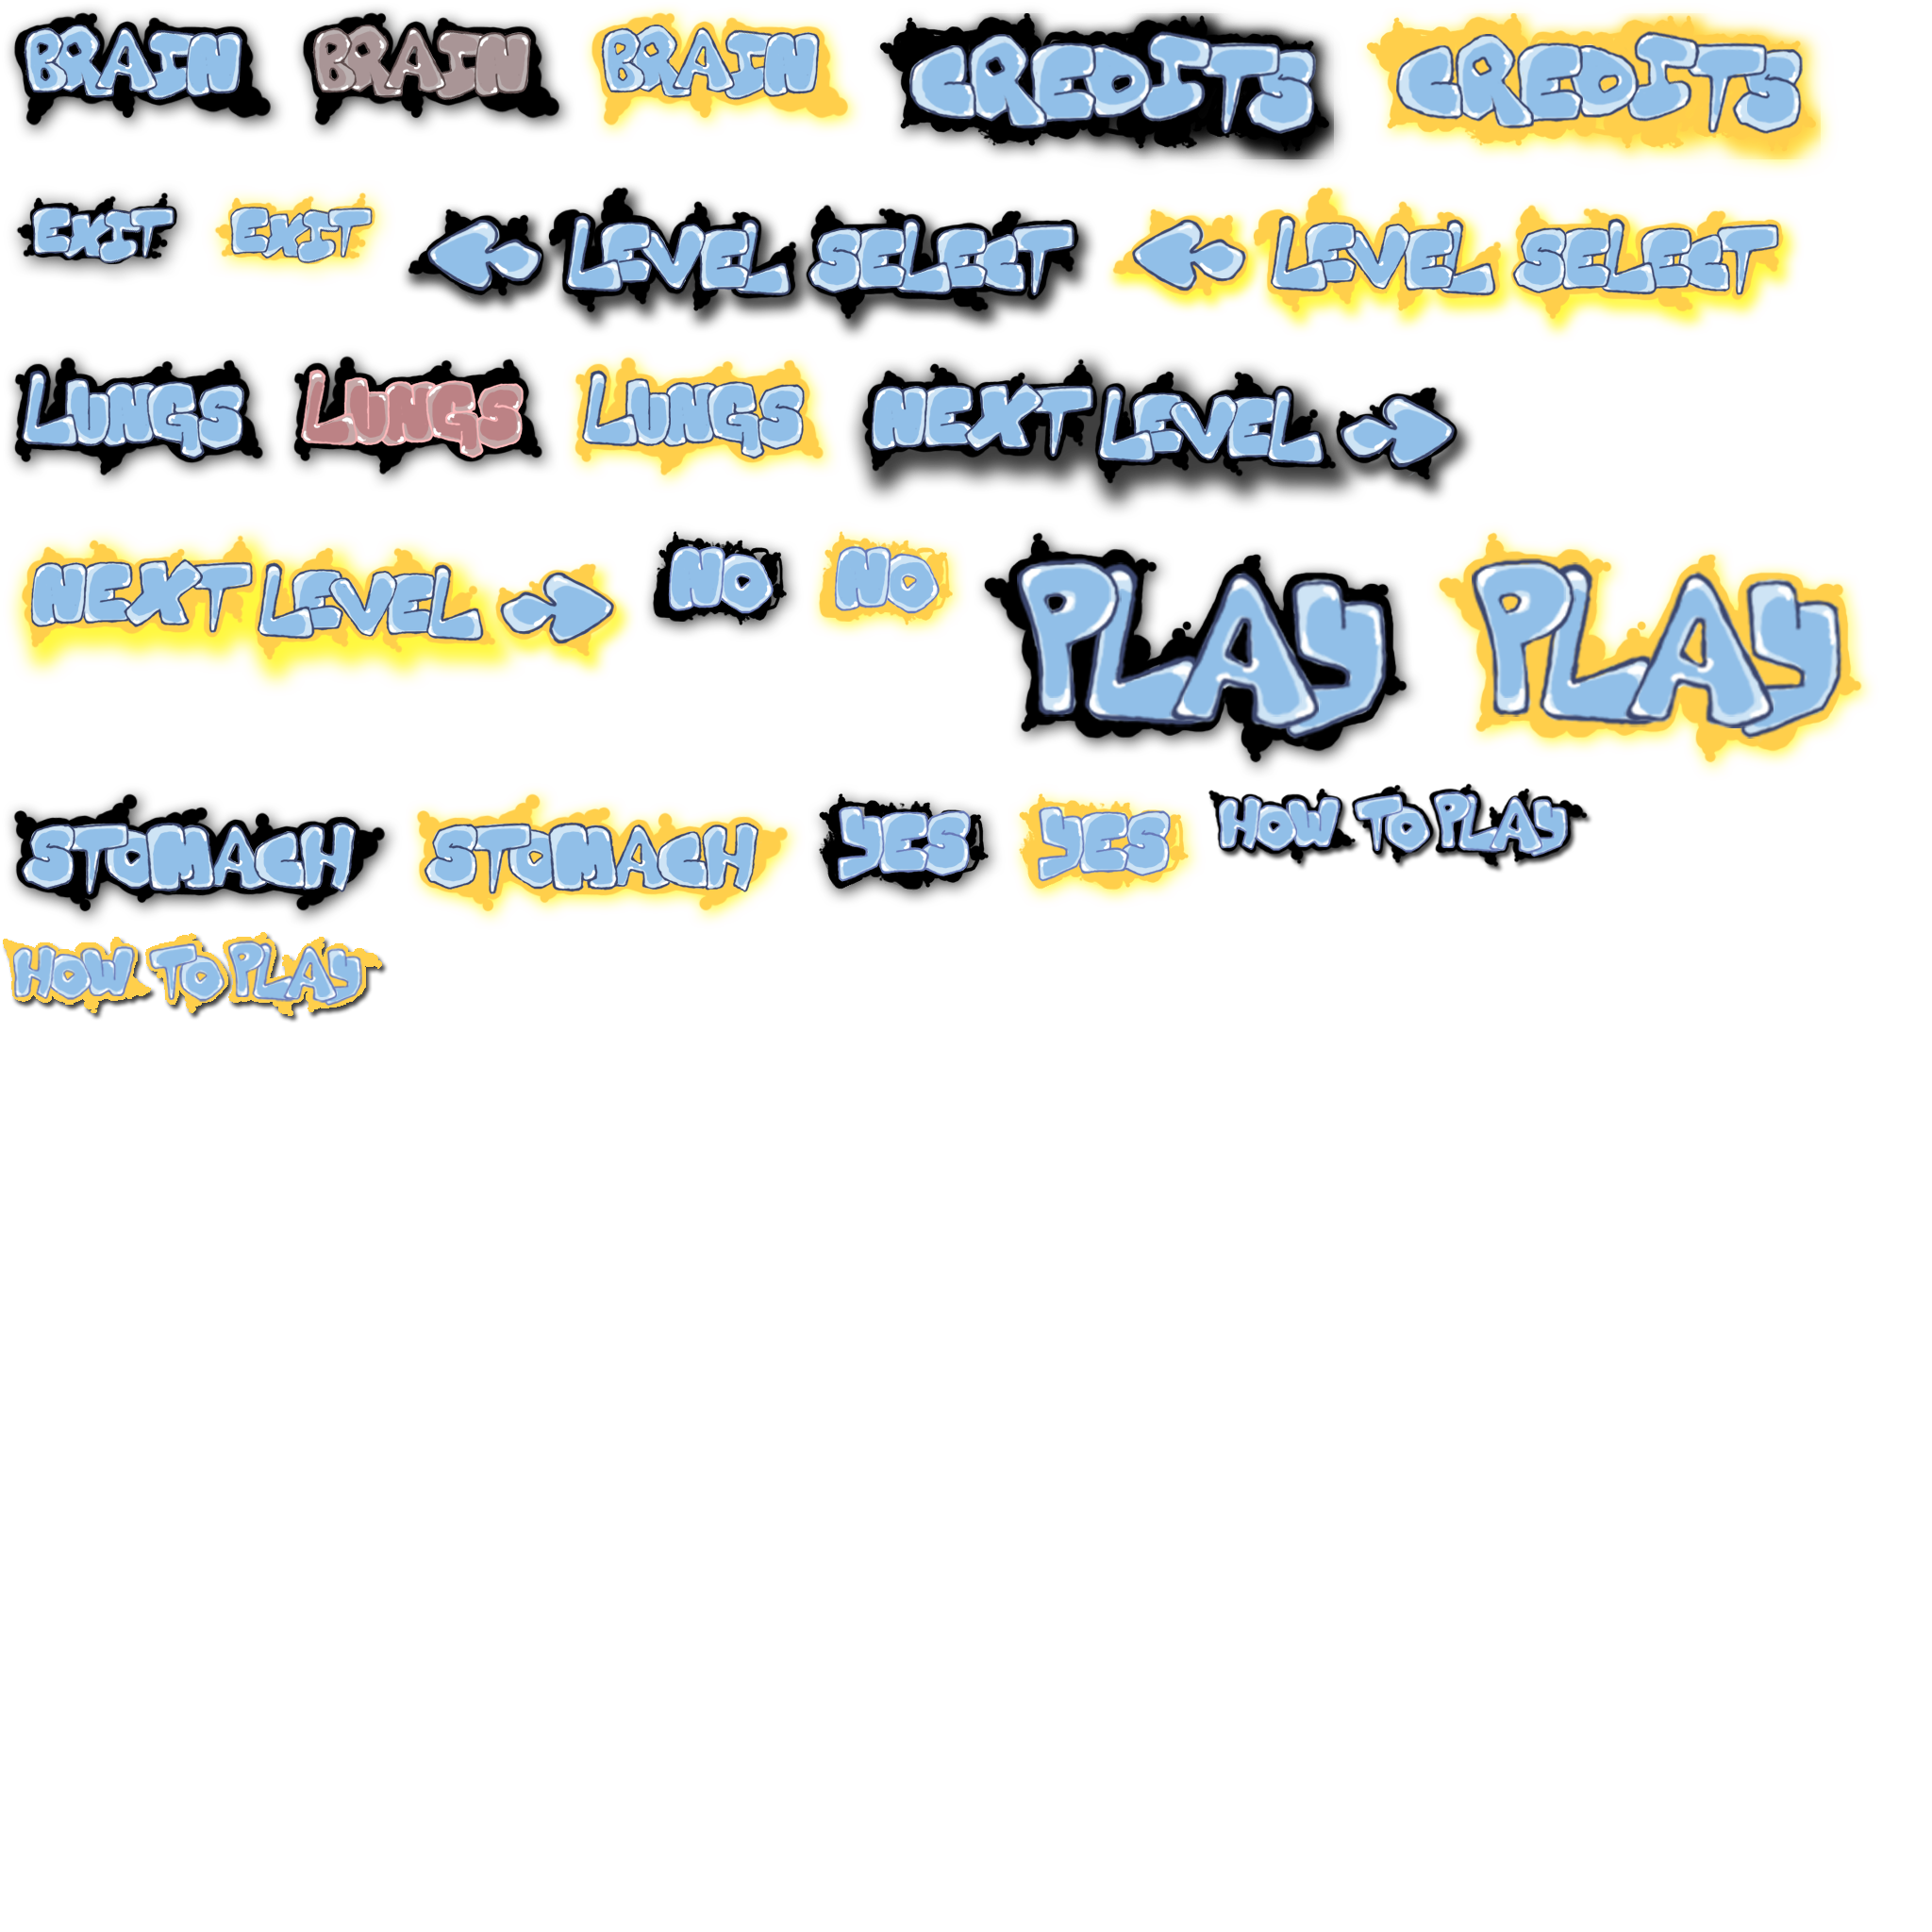 BRAIN BRAIN BRAIN CREDITS CREDITS
EXIT EXIT LEVEL SELECT LEVEL SELECT
LUNGS LUNGS LUNGS NEXT LEVEL
NEXT LEVEL NO NO PLAY PLAY
STOMACH STOMACH YES YES HOW TO PLAY
HOW TO PLAY